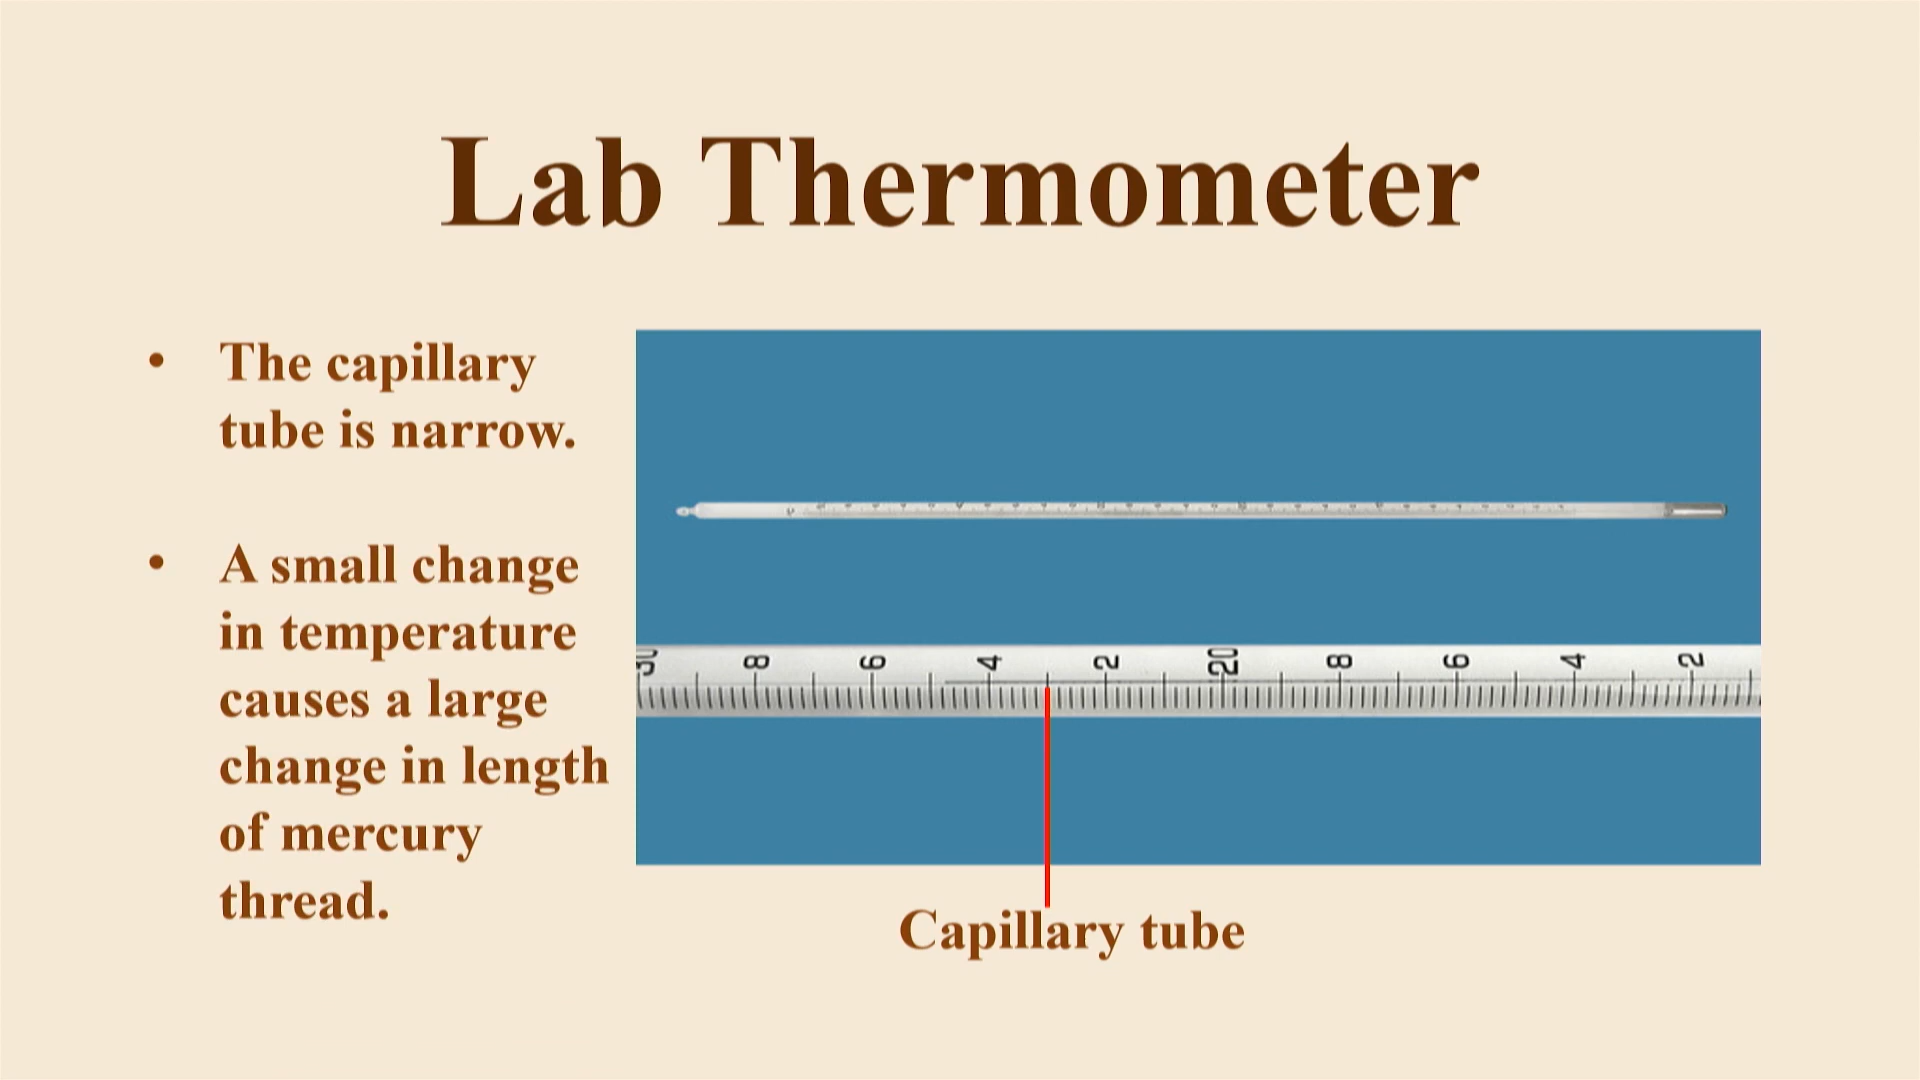 Lab Thermometer
• The capillary
tube is narrow.
• A small change
in temperature
causes a large
change in length
of mercury
thread.
30 8 6 4 2 20 8 6 4 2
Capillary tube